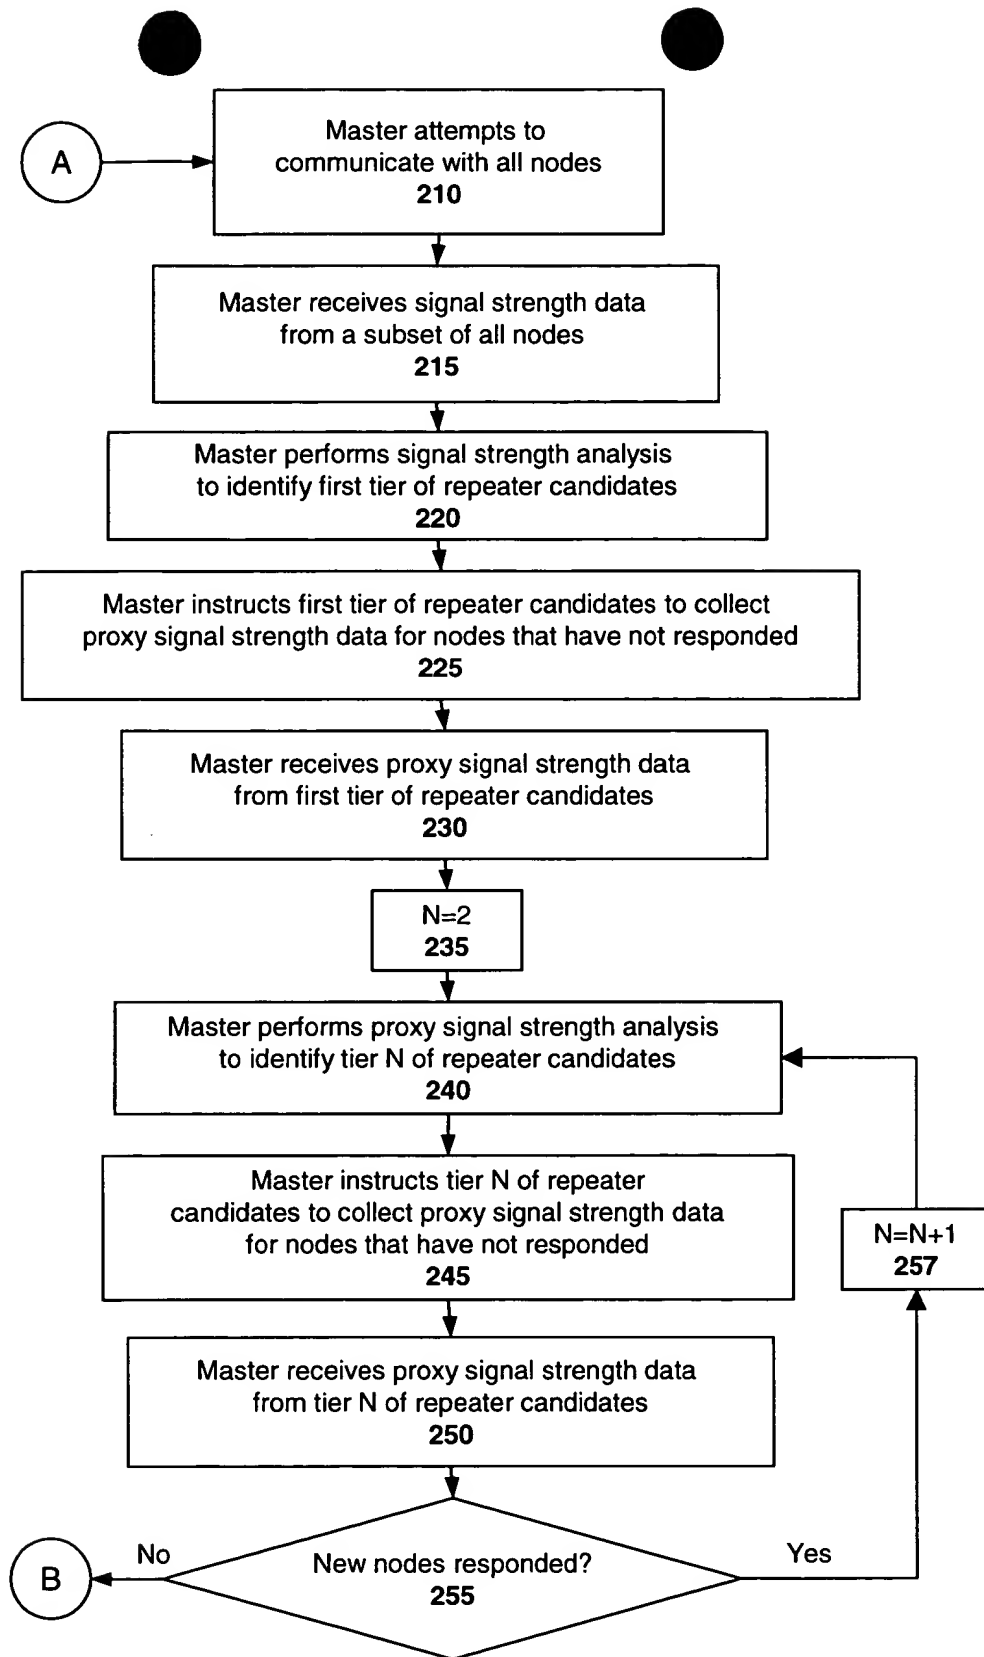 A
Master attempts to
communicate with all nodes
210
Master receives signal strength data
from a subset of all nodes
215
Master performs signal strength analysis
to identify first tier of repeater candidates
220
Master instructs first tier of repeater candidates to collect
proxy signal strength data for nodes that have not responded
225
Master receives proxy signal strength data
from first tier of repeater candidates
230
N=2
235
Master performs proxy signal strength analysis
to identify tier N of repeater candidates
240
Master instructs tier N of repeater
candidates to collect proxy signal strength data
for nodes that have not responded
245
N=N+1
257
Master receives proxy signal strength data
from tier N of repeater candidates
250
New nodes responded?
255
No
Yes
B